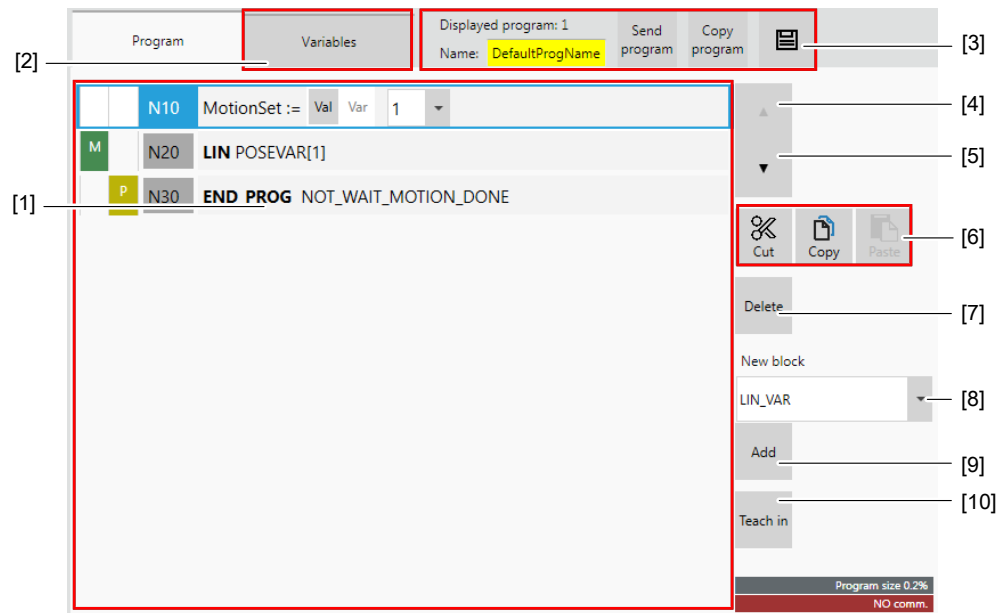 Program
Variables
Displayed program: 1
Name: DefaultProgName
Send program
Copy program
[3]
[2]
N10 MotionSet := Val Var 1
[4]
M N20 LIN POSEVAR[1]
[5]
P N30 END PROG NOT_WAIT_MOTION_DONE
[1]
Cut Copy Paste
[6]
Delete
[7]
New block
LIN_VAR
[8]
Add
[9]
Teach in
[10]
Program size 0.2%
NO comm.